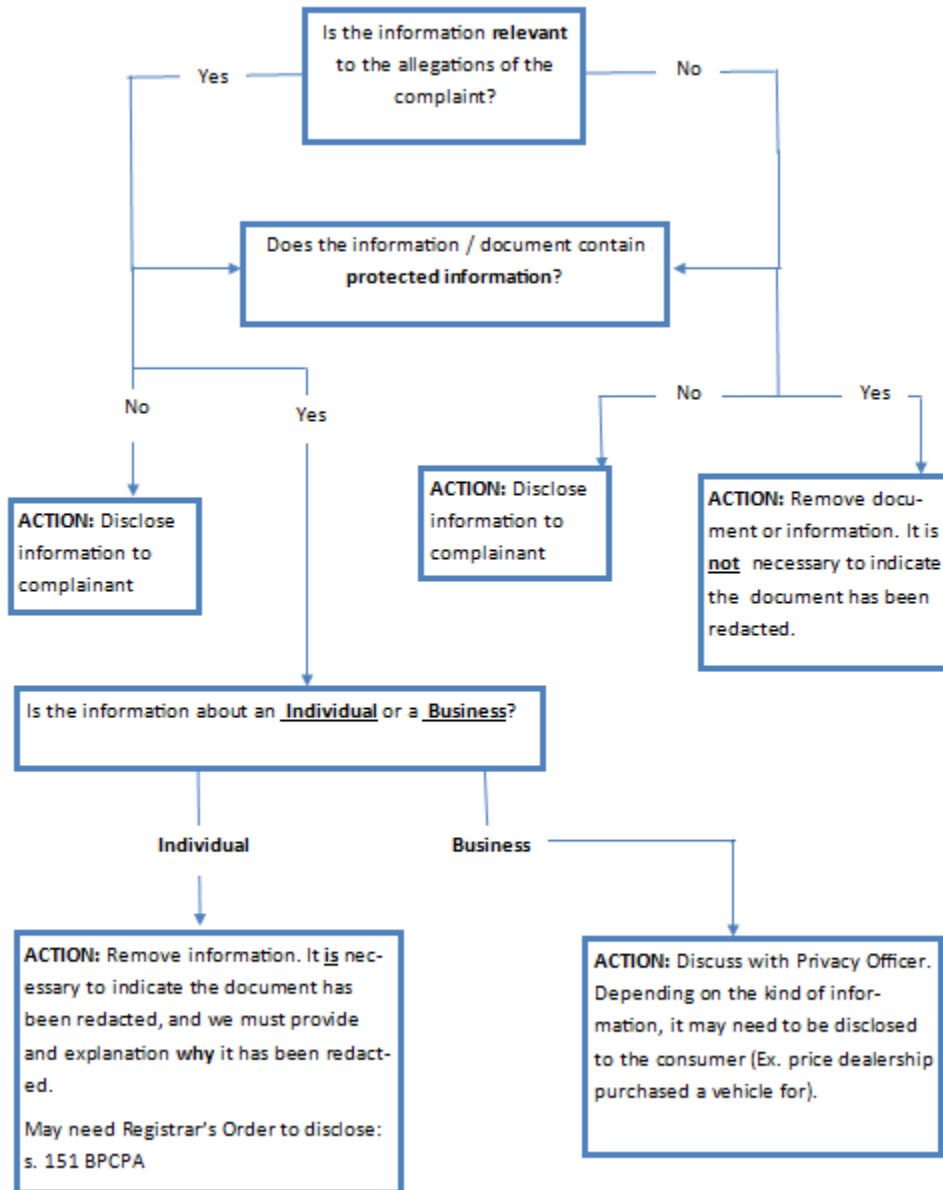 Is the information relevant
to the allegations of the
complaint?
Yes
No
Does the information / document contain
protected information?
No
Yes
No
Yes
ACTION: Disclose
information to
complainant
ACTION: Disclose
information to
complainant
ACTION: Remove docu-
ment or information. It is
not necessary to indicate
the document has been
redacted.
Is the information about an Individual or a Business?
Individual
Business
ACTION: Remove information. It is nec-
essary to indicate the document has
been redacted, and we must provide
and explanation why it has been redact-
ed.
May need Registrar's Order to disclose:
s. 151 BPCPA
ACTION: Discuss with Privacy Officer.
Depending on the kind of infor-
mation, it may need to be disclosed
to the consumer (Ex. price dealership
purchased a vehicle for).